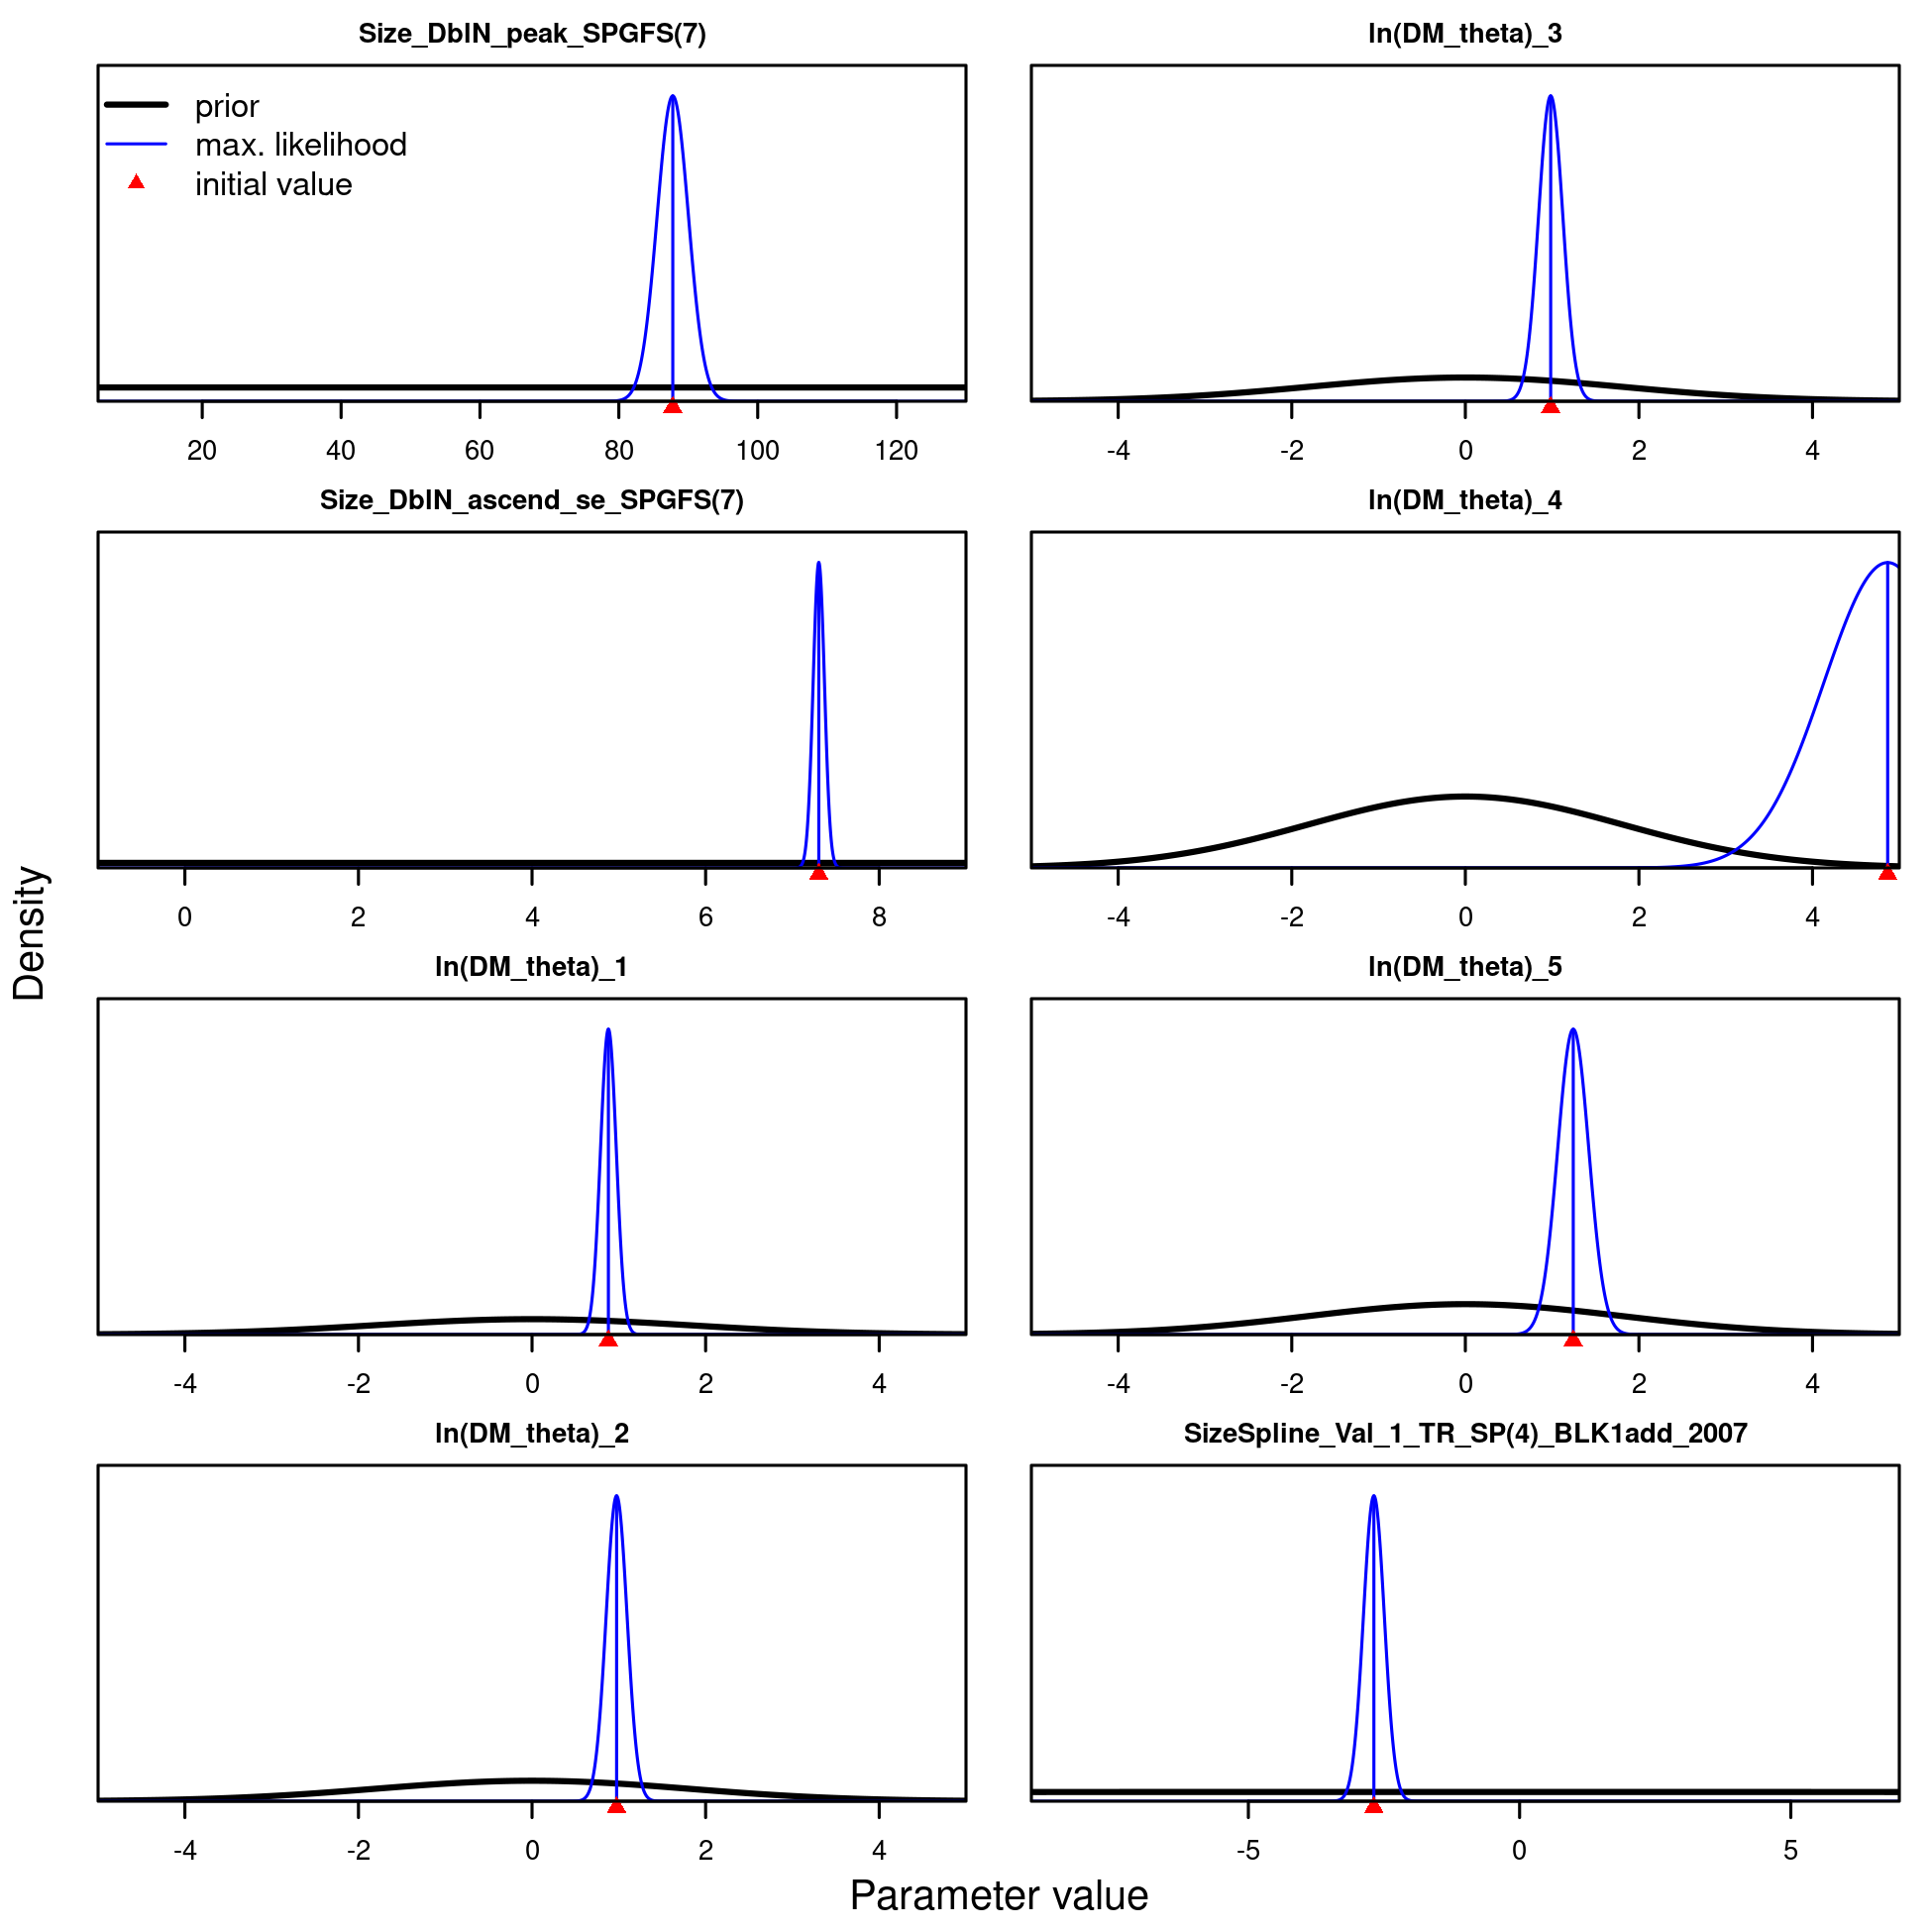 Size_DblN_peak_SPGFS(7)
prior
max. likelihood
initial value
20 40 60 80 100 120
ln(DM_theta)_3
-4 -2 0 2 4
Size_DblN_ascend_se_SPGFS(7)
0 2 4 6 8
ln(DM_theta)_4
-4 -2 0 2 4
ln(DM_theta)_1
-4 -2 0 2 4
ln(DM_theta)_5
-4 -2 0 2 4
ln(DM_theta)_2
-4 -2 0 2 4
SizeSpline_Val_1_TR_SP(4)_BLK1add_2007
-5 0 5
Density
Parameter value